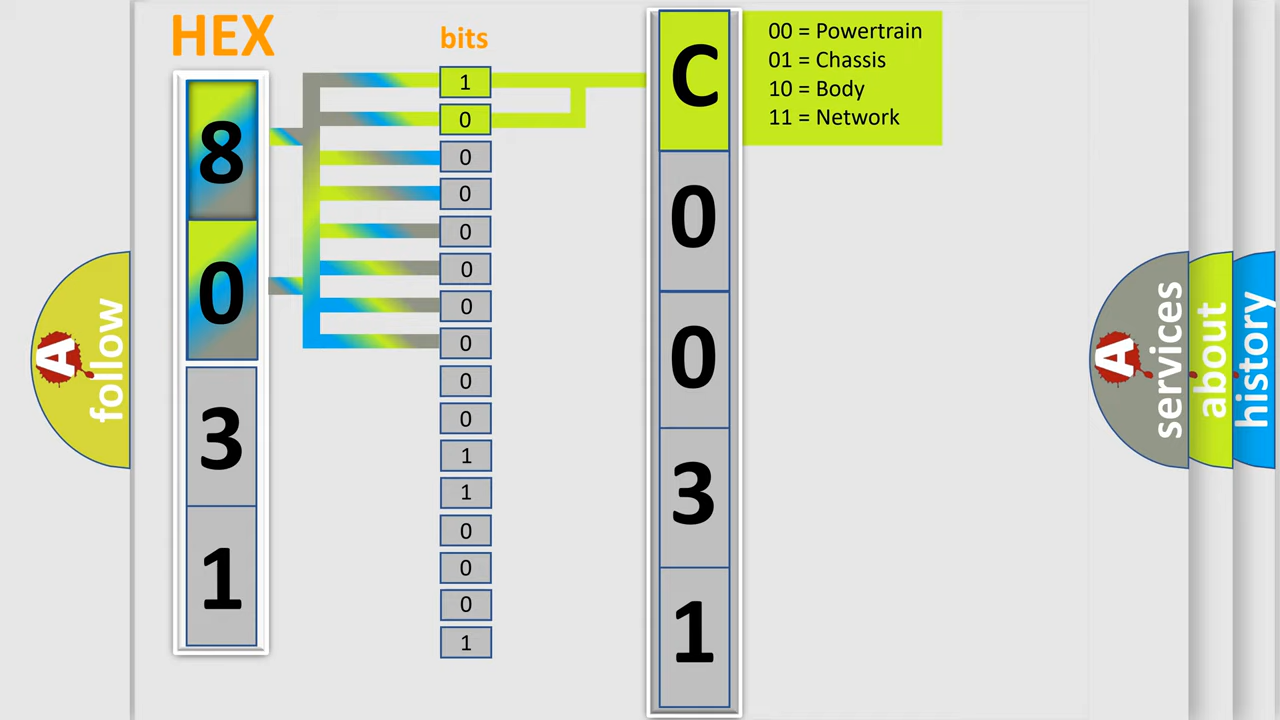 HEX
8
0
3
1
bits
1
0
0
0
0
0
0
0
0
0
1
1
0
0
0
1
C
0
0
3
1
00 = Powertrain
01 = Chassis
10 = Body
11 = Network
A
follow
A
services
about
history